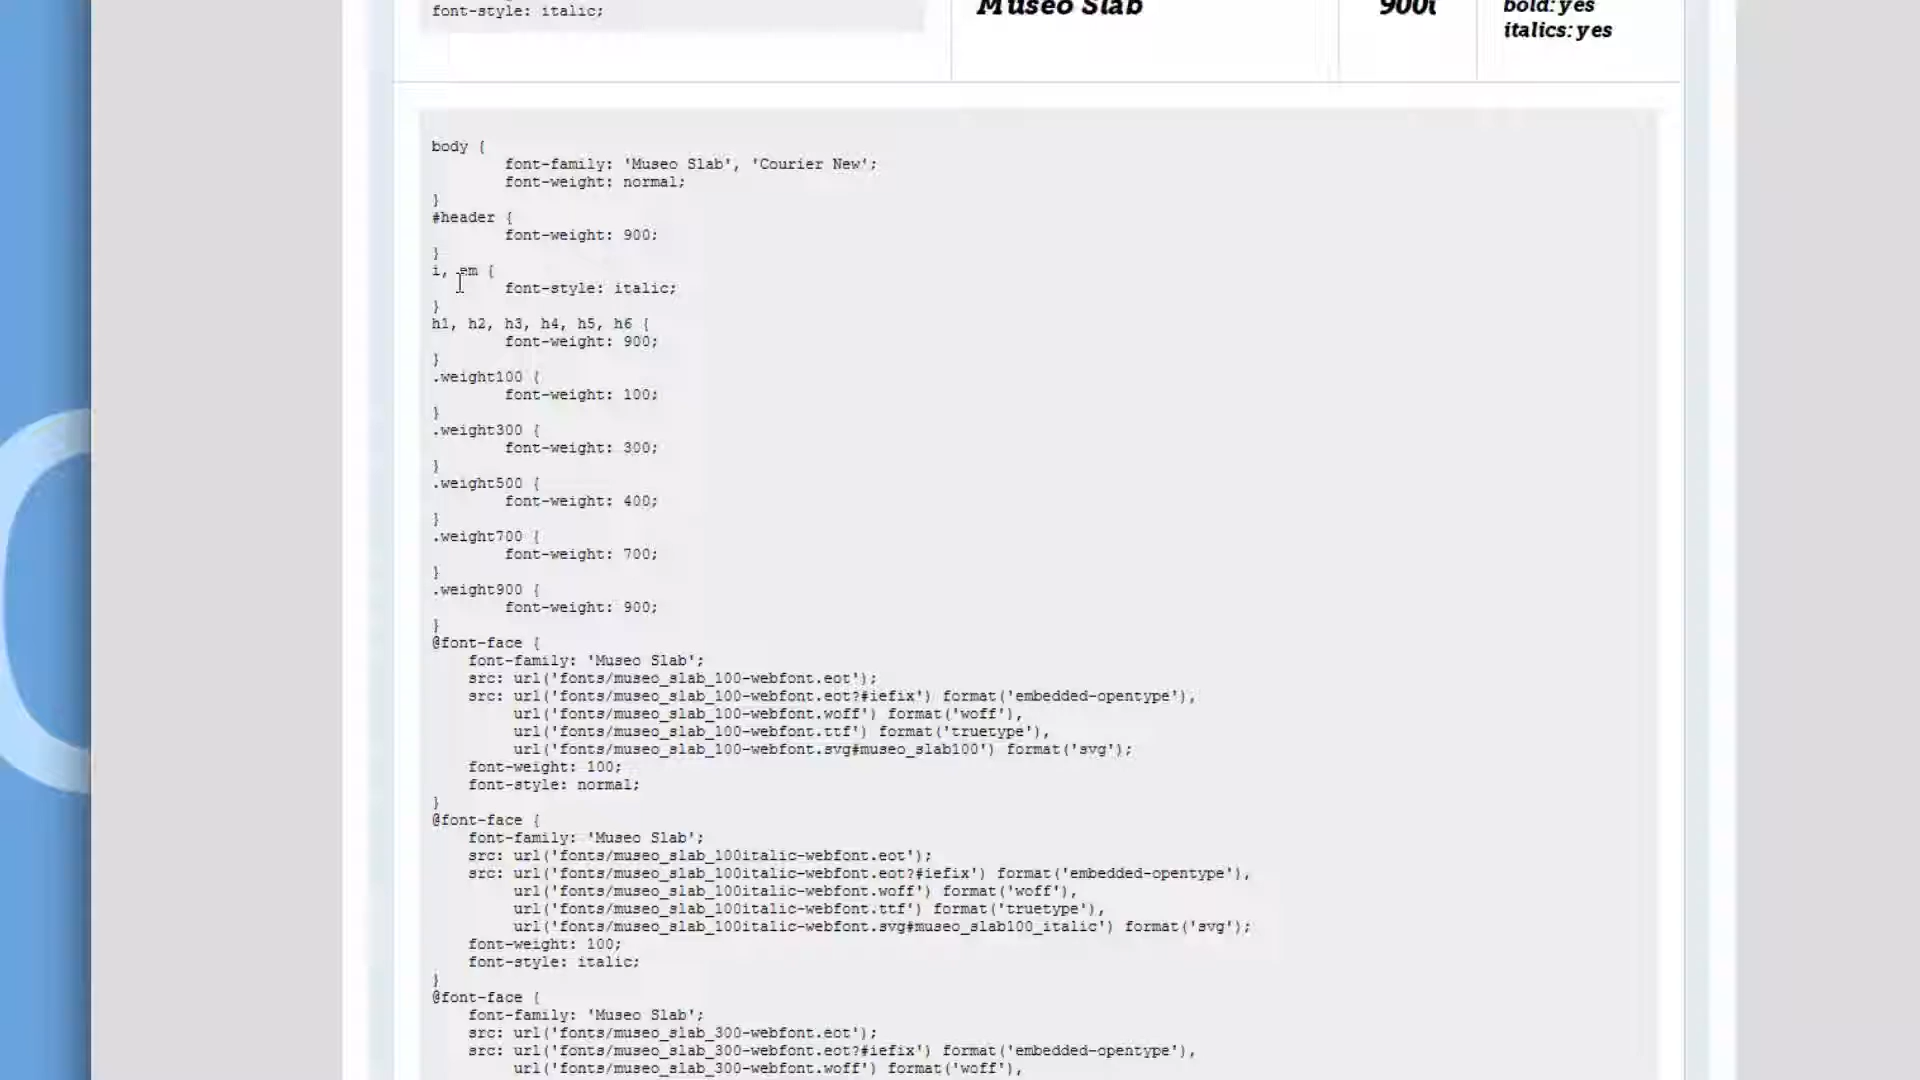 font-style: italic;
Museo Slab
900i
bold: yes
italics: yes
body {
font-family: 'Museo Slab', 'Courier New';
font-weight: normal;
}
#header {
font-weight: 900;
}
i, em {
font-style: italic;
}
h1, h2, h3, h4, h5, h6 {
font-weight: 900;
}
.weight100 {
font-weight: 100;
}
.weight300 {
font-weight: 300;
}
.weight500 {
font-weight: 400;
}
.weight700 {
font-weight: 700;
}
.weight900 {
font-weight: 900;
}
@font-face {
font-family: 'Museo Slab';
src: url('fonts/museo_slab_100-webfont.eot');
src: url('fonts/museo_slab_100-webfont.eot?#iefix') format('embedded-opentype'),
url('fonts/museo_slab_100-webfont.woff') format('woff'),
url('fonts/museo_slab_100-webfont.ttf') format('truetype'),
url('fonts/museo_slab_100-webfont.svg#museo_slab100') format('svg');
font-weight: 100;
font-style: normal;
}
@font-face {
font-family: 'Museo Slab';
src: url('fonts/museo_slab_100italic-webfont.eot');
src: url('fonts/museo_slab_100italic-webfont.eot?#iefix') format('embedded-opentype'),
url('fonts/museo_slab_100italic-webfont.woff') format('woff'),
url('fonts/museo_slab_100italic-webfont.ttf') format('truetype'),
url('fonts/museo_slab_100italic-webfont.svg#museo_slab100_italic') format('svg');
font-weight: 100;
font-style: italic;
}
@font-face {
font-family: 'Museo Slab';
src: url('fonts/museo_slab_300-webfont.eot');
src: url('fonts/museo_slab_300-webfont.eot?#iefix') format('embedded-opentype'),
url('fonts/museo_slab_300-webfont.woff') format('woff'),